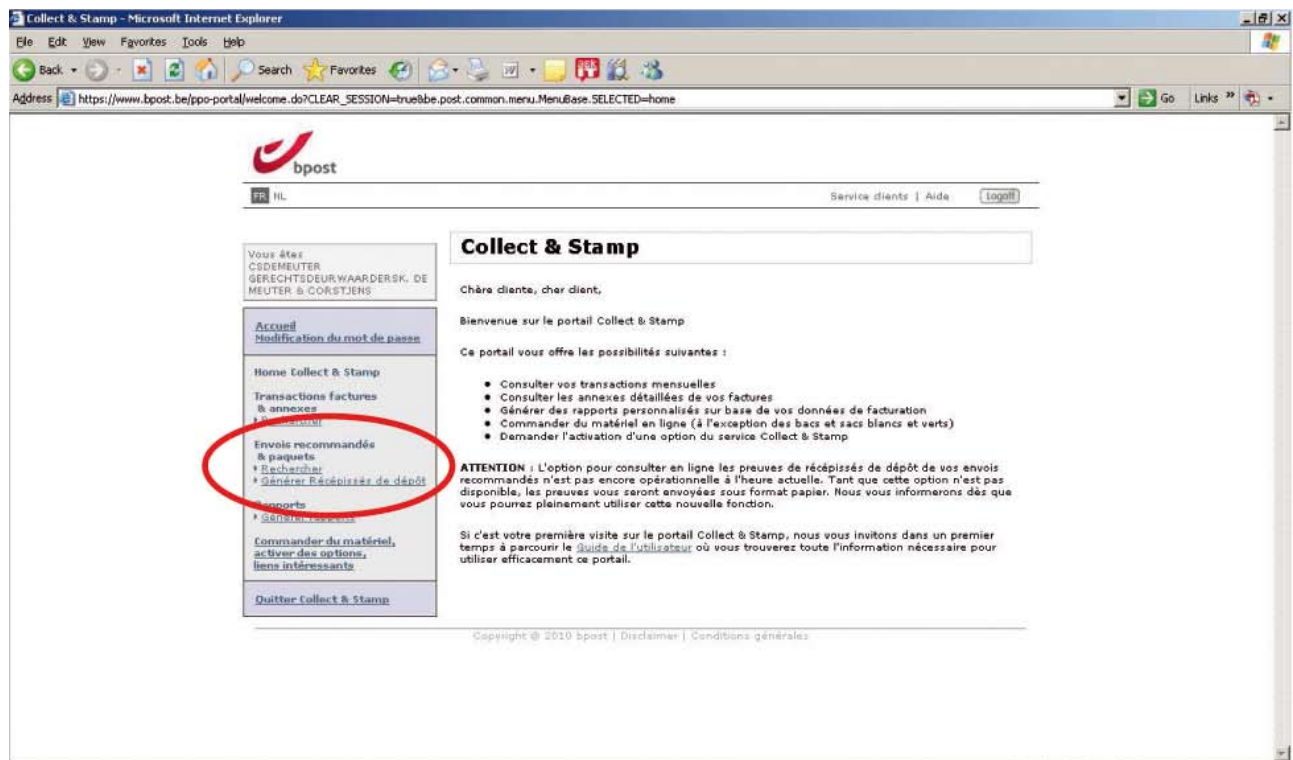 Collect & Stamp - Microsoft Internet Explorer
File Edit View Favorites Tools Help
Back Search Favorites
Address https://www.bpost.be/ppo-portal/welcome.do?CLEAR_SESSION=true&be.post.common.menu.MenuBase.SELECTED=home Go Links »
bpost
FR NL Service clients | Aide Logoff
Vous êtes
CSDEMEUTER
GERECHTSDEURWAARDERSK. DE
MEUTER & CORSTJENS
Accueil
Modification du mot de passe
Home Collect & Stamp
Transactions factures
& annexes
Rechercher
Envois recommandés
& paquets
Rechercher
Générer Récépissés de dépôt
Rapports
Générer rapports
Commander du matériel,
activer des options,
liens intéressants
Quitter Collect & Stamp
Collect & Stamp
Chère cliente, cher client,
Bienvenue sur le portail Collect & Stamp
Ce portail vous offre les possibilités suivantes :
• Consulter vos transactions mensuelles
• Consulter les annexes détaillées de vos factures
• Générer des rapports personnalisés sur base de vos données de facturation
• Commander du matériel en ligne (à l'exception des bacs et sacs blancs et verts)
• Demander l'activation d'une option du service Collect & Stamp
ATTENTION : L'option pour consulter en ligne les preuves de récépissés de dépôt de vos envois
recommandés n'est pas encore opérationnelle à l'heure actuelle. Tant que cette option n'est pas
disponible, les preuves vous seront envoyées sous format papier. Nous vous informerons dès que
vous pourrez pleinement utiliser cette nouvelle fonction.
Si c'est votre première visite sur le portail Collect & Stamp, nous vous invitons dans un premier
temps à parcourir le Guide de l'utilisateur où vous trouverez toute l'information nécessaire pour
utiliser efficacement ce portail.
Copyright @ 2010 bpost | Disclaimer | Conditions générales